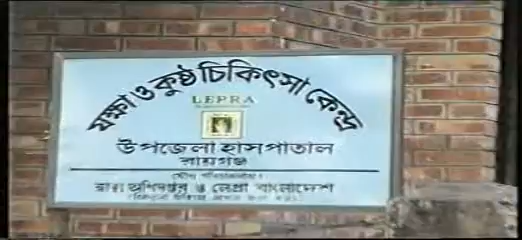 যক্ষা ও কুষ্ঠ চিকিৎসা কেন্দ্র
LEPRA
উপজেলা হাসপাতাল
রায়গঞ্জ
স্বাস্থ্য অধিদপ্তর ও লেপ্রা বাংলাদেশ